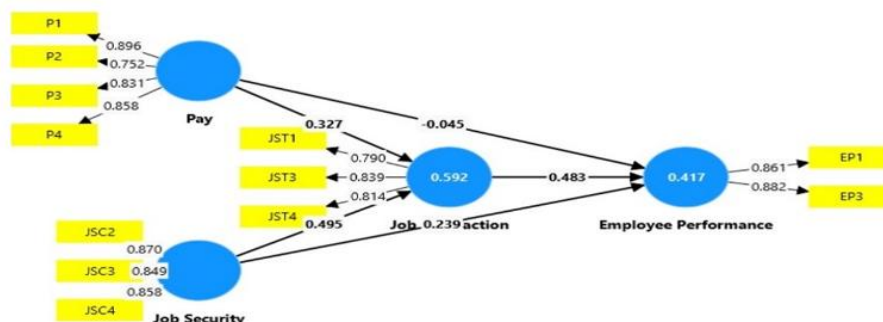 P1
P2
P3
P4
0.896
0.752
0.831
0.858
Pay
0.327
-0.045
JST1
JST3
JST4
0.790
0.839
0.814
0.592
0.483
0.417
0.861
0.882
EP1
EP3
0.495
Job 0.239 action
Employee Performance
JSC2
JSC3
JSC4
0.870
0.849
0.858
Job Security